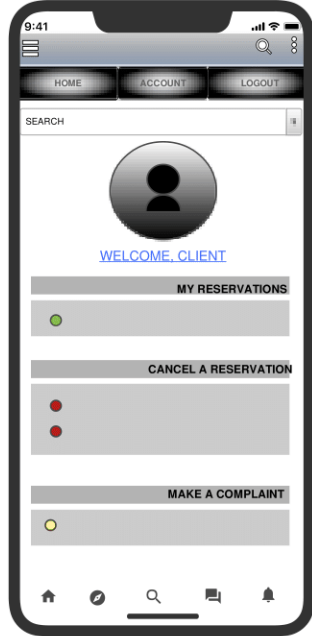 9:41
HOME
ACCOUNT
LOGOUT
SEARCH
WELCOME, CLIENT
MY RESERVATIONS
CANCEL A RESERVATION
MAKE A COMPLAINT